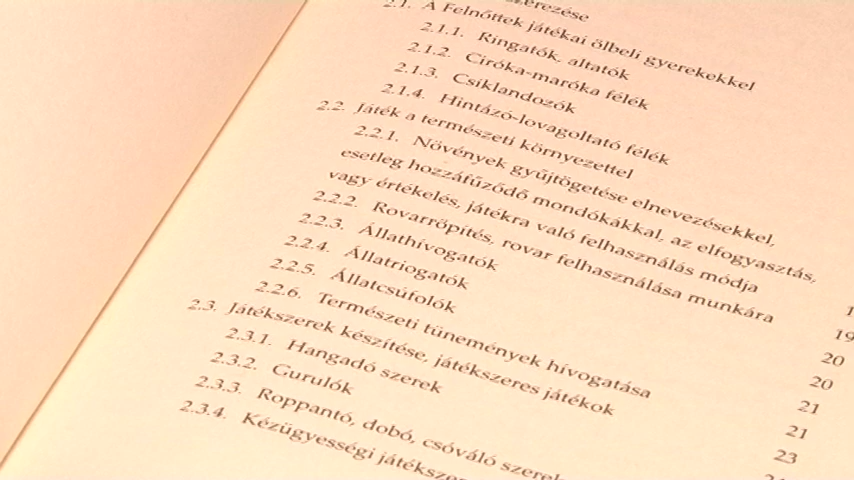 2.1. A Felnőttek játékai ölbeli gyerekekkel
2.1.1. Ringatók, altatók
2.1.2. Ciróka-maróka félék
2.1.3. Csiklandozók
2.1.4. Hintázó-lovagoltató félék
2.2. Játék a természeti környezettel
2.2.1. Növények gyűjtögetése elnevezésekkel,
esetleg hozzáfűződő mondókákkal, az elfogyasztás,
vagy értékelés, játékra való felhasználás módja
2.2.2. Rovarröpítés, rovar felhasználása munkára
2.2.3. Állathívogatók 19
2.2.4. Állatriogatók 20
2.2.5. Állatcsúfolók 20
2.2.6. Természeti tünemények hívogatása 21
2.3. Játékszerek készítése, játékszeres játékok 21
2.3.1. Hangadó szerek 23
2.3.2. Gurulók
2.3.3. Roppantó, dobó, csóváló
2.3.4. Kézügyességi